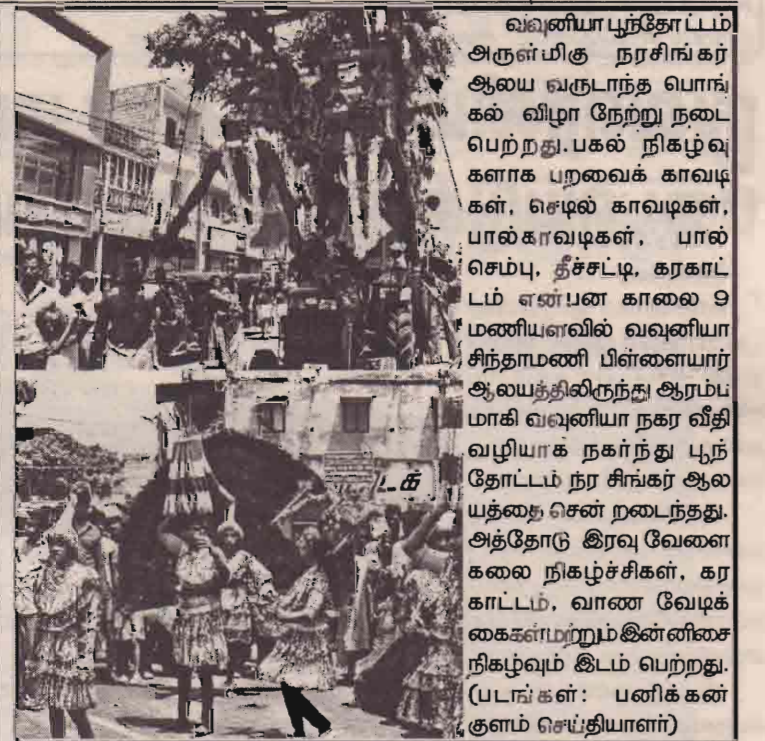 வவுனியா பூந்தோட்டம்
அருள்மிகு நரசிங்கர்
ஆலய வருடாந்த பொங்
கல் விழா நேற்று நடை
பெற்றது. பகல் நிகழ்வு
களாக பறவைக் காவடி
கள், செடில் காவடிகள்,
பால்காவடிகள், பால்
செம்பு, தீச்சட்டி, கரகாட்
டம் என்பன காலை 9
மணியளவில் வவுனியா
சிந்தாமணி பிள்ளையார்
ஆலயத்திலிருந்து ஆரம்ப
மாகி வவுனியா நகர வீதி
வழியாக நகர்ந்து பூந்
தோட்டம் ந்ர சிங்கர் ஆல
யத்தை சென் றடைந்தது.
அத்தோடு இரவு வேளை
கலை நிகழ்ச்சிகள், கர
காட்டம், வாண வேடிக்
கைகள்மற்றும் இன்னிசை
நிகழ்வும் இடம் பெற்றது.
(படங்கள்: பனிக்கன்
குளம் செய்தியாளர்)
டக்